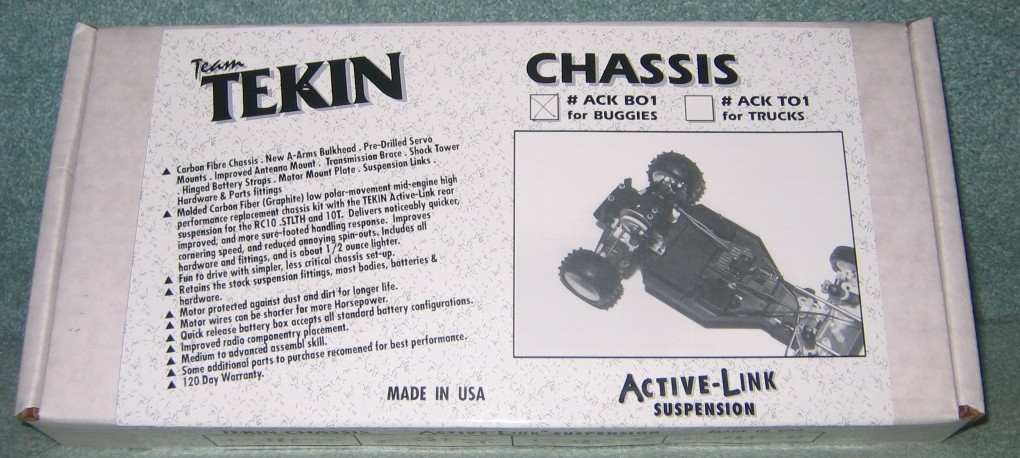 Team
TEKIN
▲ Carbon Fibre Chassis . New A-Arms Bulkhead . Pre-Drilled Servo
Mounts . Improved Antenna Mount . Transmission Brace . Shock Tower
. Hinged Battery Straps . Motor Mount Plate . Suspension Links .
Hardware & Parts fittings
▲ Molded Carbon Fiber (Graphite) low polar-movement mid-engine high
performance replacement chassis kit with the TEKIN Active-Link rear
suspension for the RC10 .STLTH and 10T. Delivers noticeably quicker,
improved, and more sure-footed handling response. Improves
cornering speed, and reduced annoying spin-outs. Includes all
hardware and fittings, and is about 1/2 ounce lighter.
▲ Fun to drive with simpler, less critical chassis set-up.
▲ Retains the stock suspension fittings, most bodies, batteries &
hardware.
▲ Motor protected against dust and dirt for longer life.
▲ Motor wires can be shorter for more Horsepower.
▲ Quick release battery box accepts all standard battery configurations.
▲ Improved radio componentry placement.
▲ Medium to advanced assembl skill.
▲ Some additional parts to purchase recomened for best performance.
▲ 120 Day Warranty.
MADE IN USA
CHASSIS
# ACK BO1
for BUGGIES
# ACK TO1
for TRUCKS
ACTIVE-LINK
SUSPENSION
TEKIN CHASSIS
ACTIVE-LINK SUSPENSION